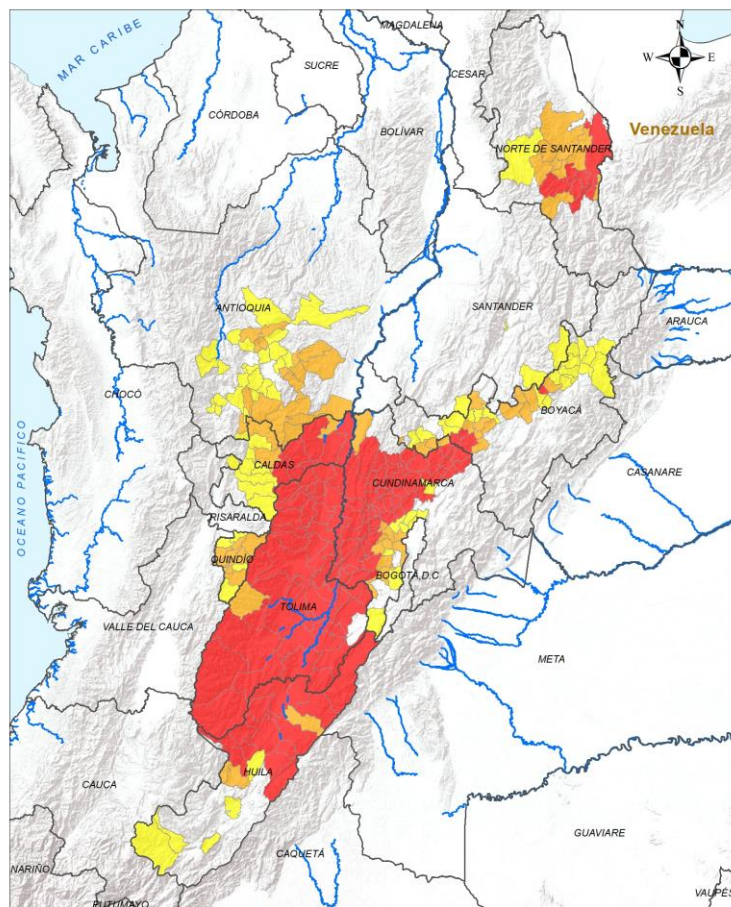 MAGDALENA
MAR CARIBE
SUCRE
CESAR
N
W
E
S
CÓRDOBA
BOLÍVAR
Venezuela
NORTE DE SANTANDER
ANTIOQUIA
SANTANDER
ARAUCA
CHOCÓ
BOYACÁ
OCEANO PACIFICO
CALDAS
CUNDINAMARCA
CASANARE
RISARALDA
QUINDÍO
BOGOTÁ, D.C
TOLIMA
VALLE DEL CAUCA
META
HUILA
CAUCA
GUAVIARE
CAQUETÁ
NARIÑO
VAUPÉS
PUTUMAYO